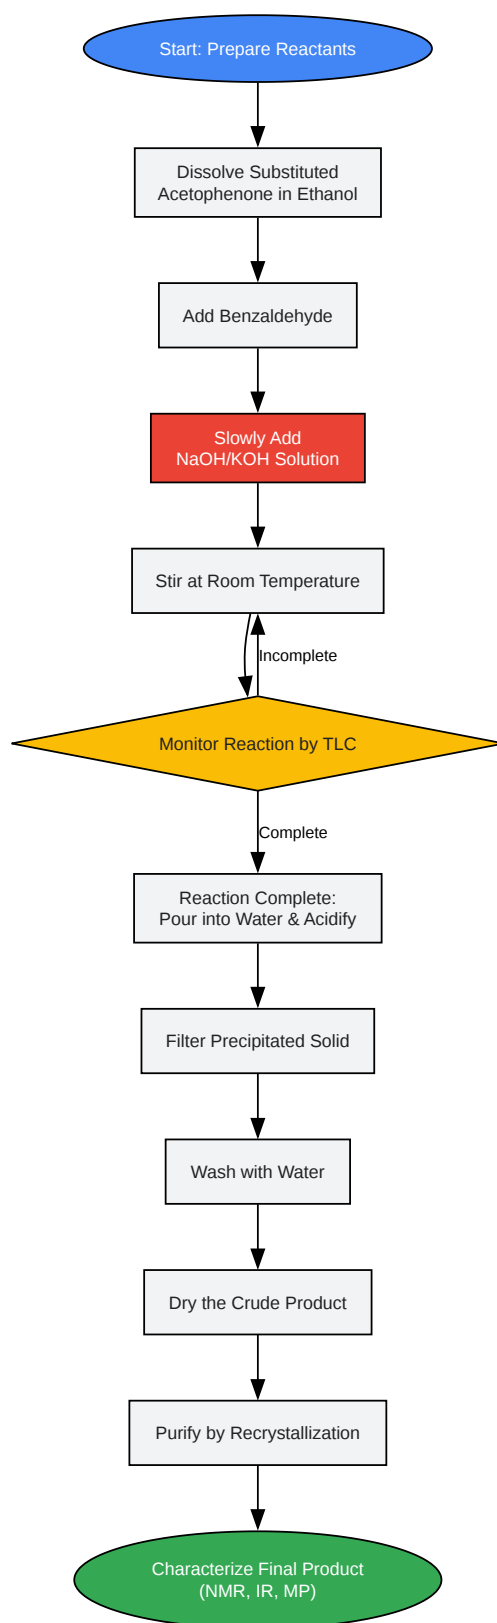 Start: Prepare Reactants
Dissolve Substituted
Acetophenone in Ethanol
Add Benzaldehyde
Slowly Add
NaOH/KOH Solution
Stir at Room Temperature
Incomplete
Monitor Reaction by TLC
Complete
Reaction Complete:
Pour into Water & Acidify
Filter Precipitated Solid
Wash with Water
Dry the Crude Product
Purify by Recrystallization
Characterize Final Product
(NMR, IR, MP)